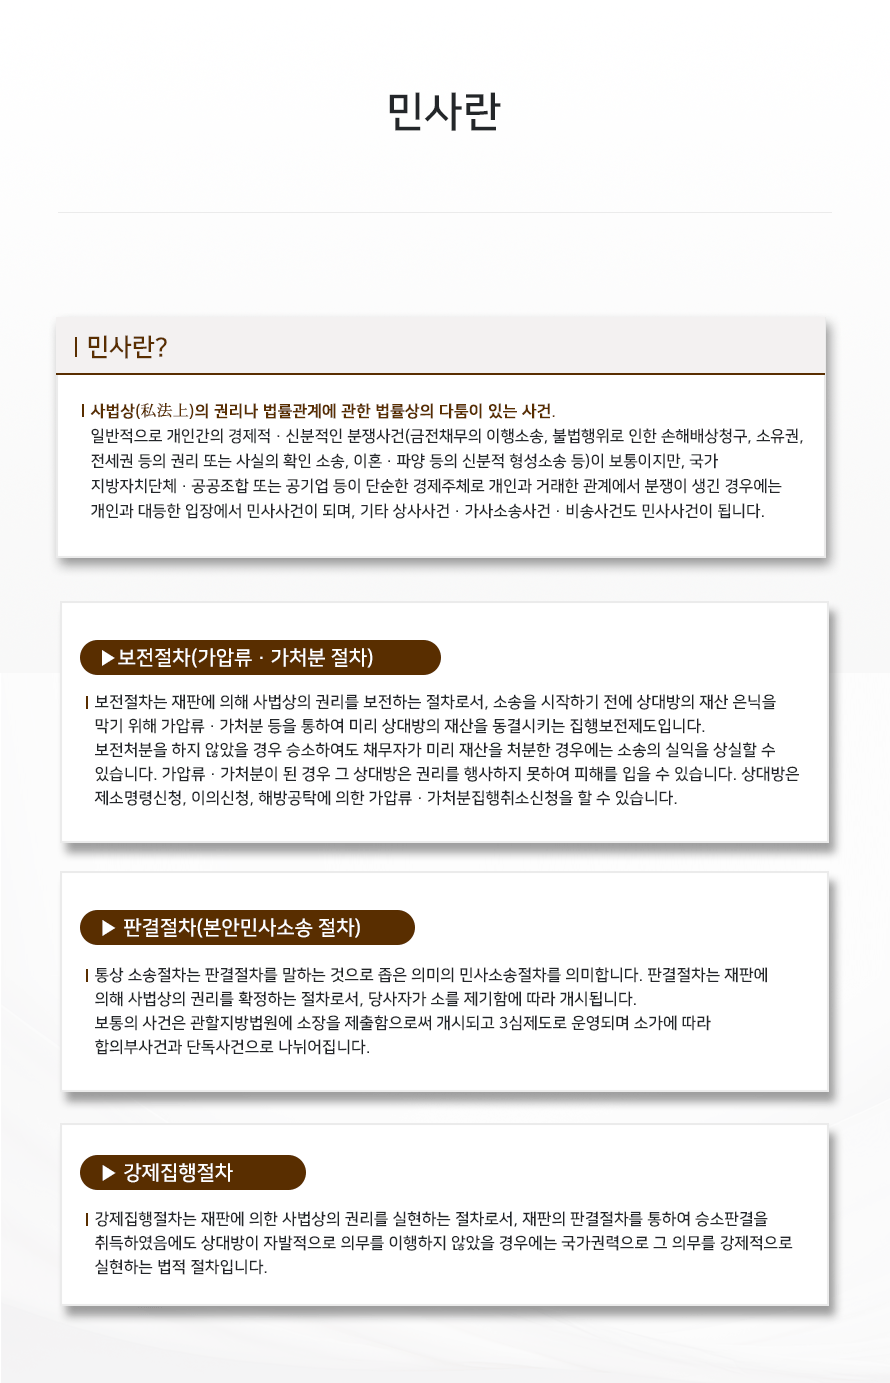 민사란
민사란?
사법상(私法上)의 권리나 법률관계에 관한 법률상의 다툼이 있는 사건.
일반적으로 개인간의 경제적 · 신분적인 분쟁사건(금전채무의 이행소송, 불법행위로 인한 손해배상청구, 소유권,
전세권 등의 권리 또는 사실의 확인 소송, 이혼 · 파양 등의 신분적 형성소송 등)이 보통이지만, 국가
지방자치단체 · 공공조합 또는 공기업 등이 단순한 경제주체로 개인과 거래한 관계에서 분쟁이 생긴 경우에는
개인과 대등한 입장에서 민사사건이 되며, 기타 상사사건 · 가사소송사건 · 비송사건도 민사사건이 됩니다.
▶보전절차(가압류 · 가처분 절차)
보전절차는 재판에 의해 사법상의 권리를 보전하는 절차로서, 소송을 시작하기 전에 상대방의 재산 은닉을
막기 위해 가압류 · 가처분 등을 통하여 미리 상대방의 재산을 동결시키는 집행보전제도입니다.
보전처분을 하지 않았을 경우 승소하여도 채무자가 미리 재산을 처분한 경우에는 소송의 실익을 상실할 수
있습니다. 가압류 · 가처분이 된 경우 그 상대방은 권리를 행사하지 못하여 피해를 입을 수 있습니다. 상대방은
제소명령신청, 이의신청, 해방공탁에 의한 가압류 · 가처분집행취소신청을 할 수 있습니다.
▶ 판결절차(본안민사소송 절차)
통상 소송절차는 판결절차를 말하는 것으로 좁은 의미의 민사소송절차를 의미합니다. 판결절차는 재판에
의해 사법상의 권리를 확정하는 절차로서, 당사자가 소를 제기함에 따라 개시됩니다.
보통의 사건은 관할지방법원에 소장을 제출함으로써 개시되고 3심제도로 운영되며 소가에 따라
합의부사건과 단독사건으로 나뉘어집니다.
▶ 강제집행절차
강제집행절차는 재판에 의한 사법상의 권리를 실현하는 절차로서, 재판의 판결절차를 통하여 승소판결을
취득하였음에도 상대방이 자발적으로 의무를 이행하지 않았을 경우에는 국가권력으로 그 의무를 강제적으로
실현하는 법적 절차입니다.